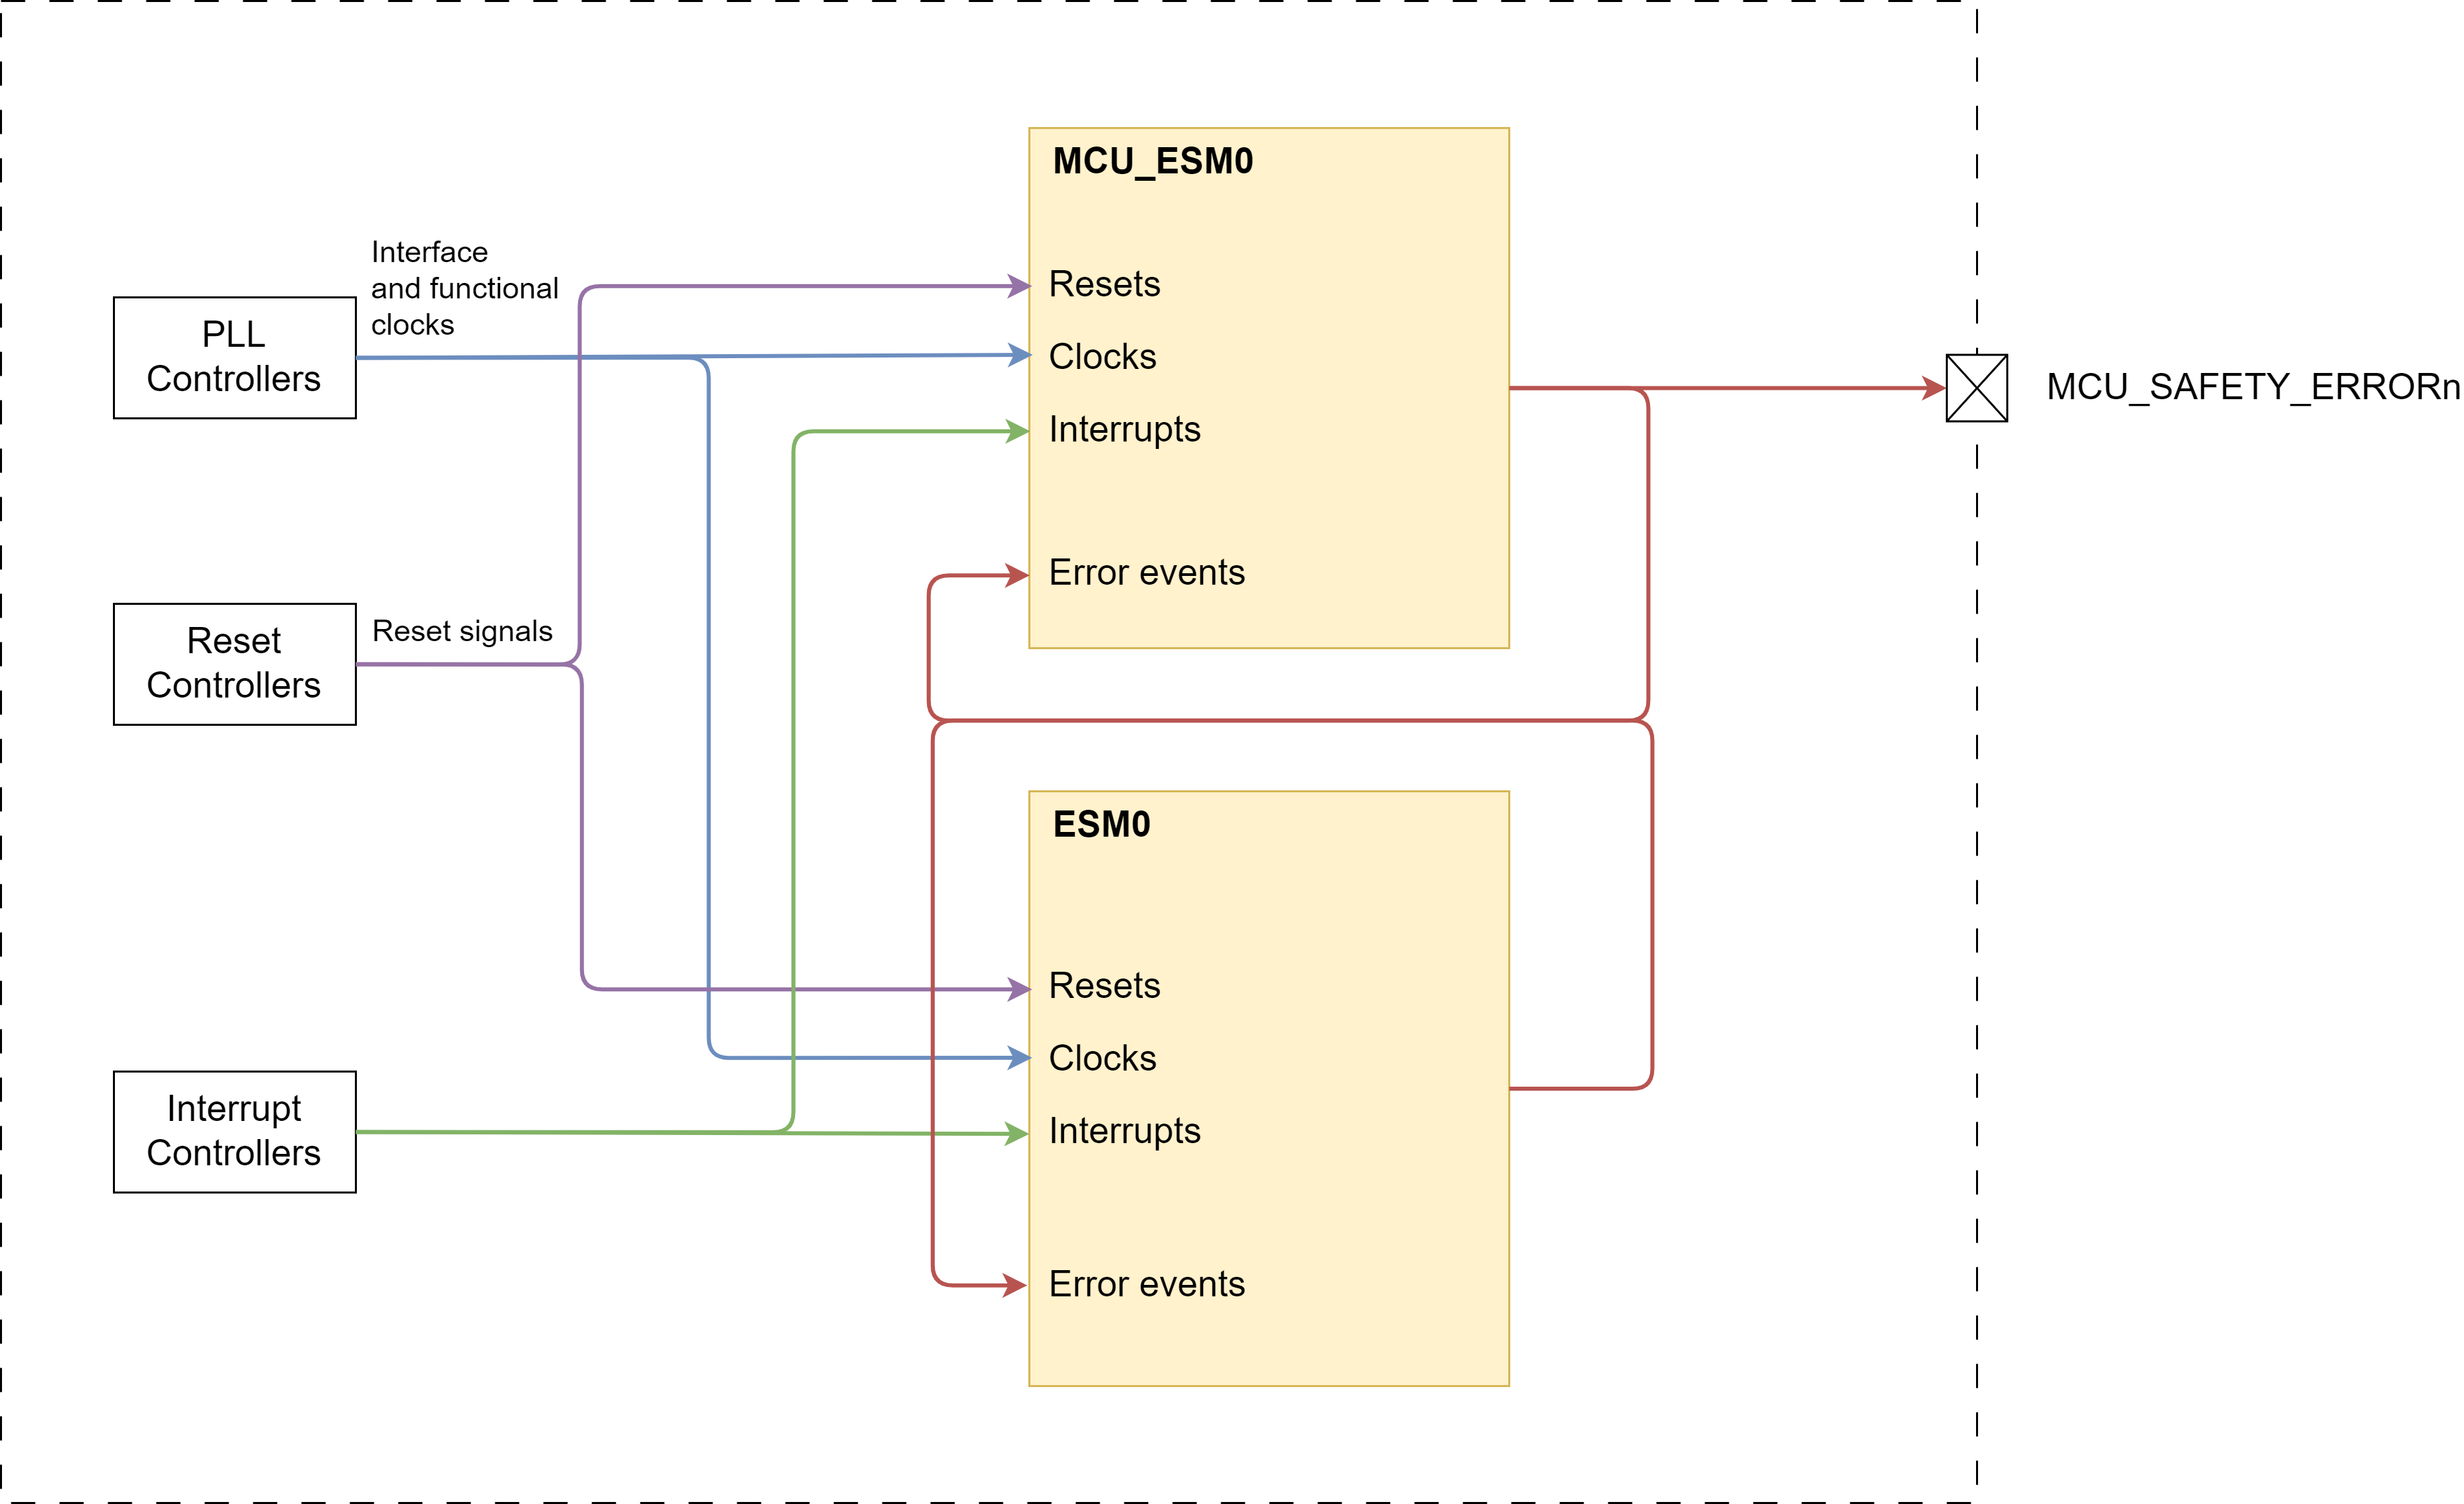 MCU_ESM0
Interface
and functional
clocks
Resets
PLL
Controllers
Clocks
MCU_SAFETY_ERRORn
Interrupts
Error events
Reset signals
Reset
Controllers
ESM0
Resets
Clocks
Interrupt
Controllers
Interrupts
Error events